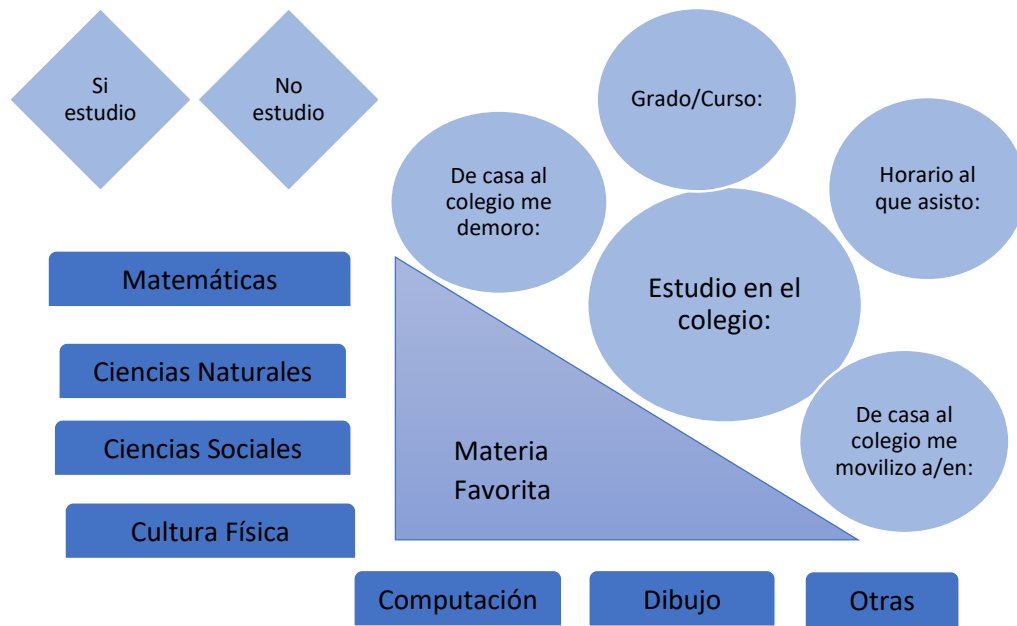 Si
estudio
No
estudio
Grado/Curso:
De casa al
colegio me
demoro:
Horario al
que asisto:
Estudio en el
colegio:
De casa al
colegio me
movilizo a/en:
Matemáticas
Ciencias Naturales
Ciencias Sociales
Cultura Física
Materia
Favorita
Computación
Dibujo
Otras